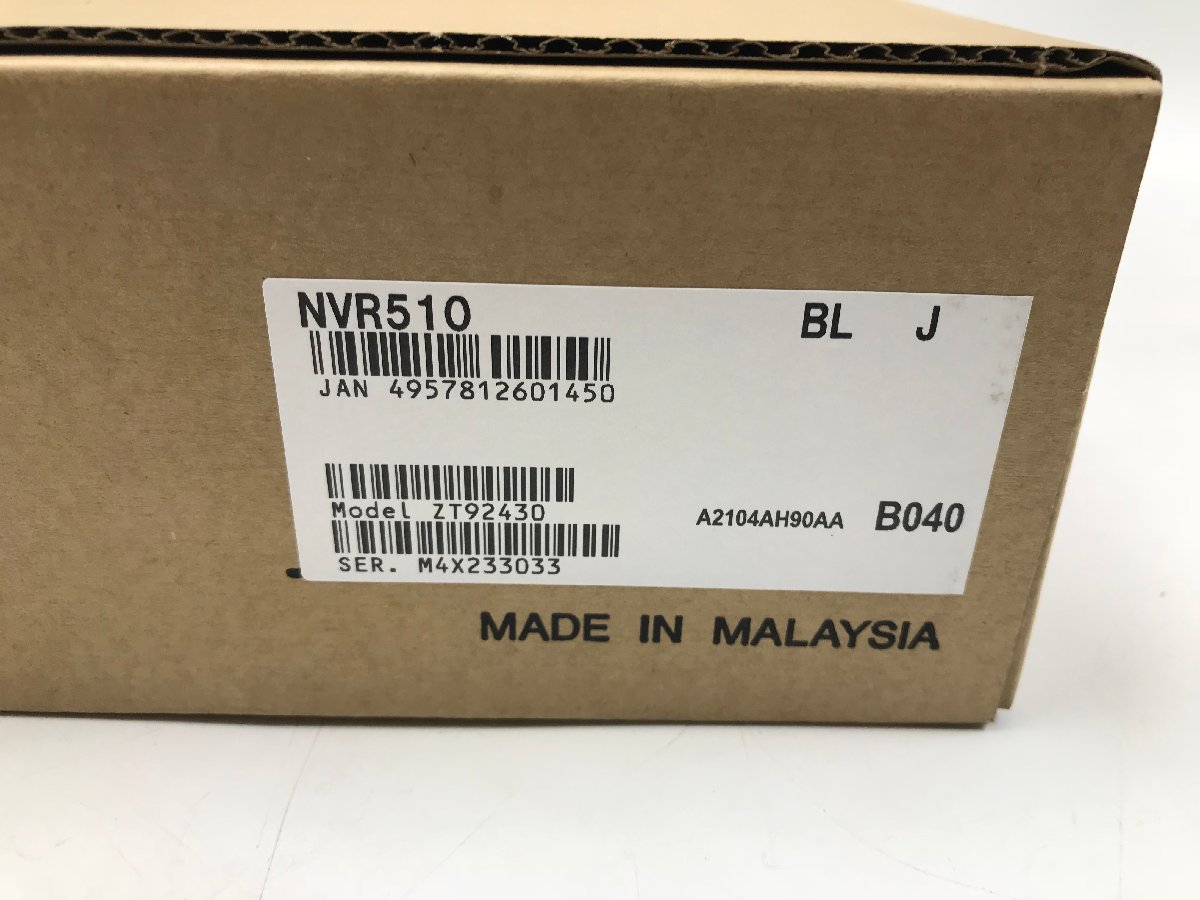 NVR510 BL J
JAN 4957812601450
Model ZT92430 A2104AH90AA B040
SER. M4X233033
MADE IN MALAYSIA